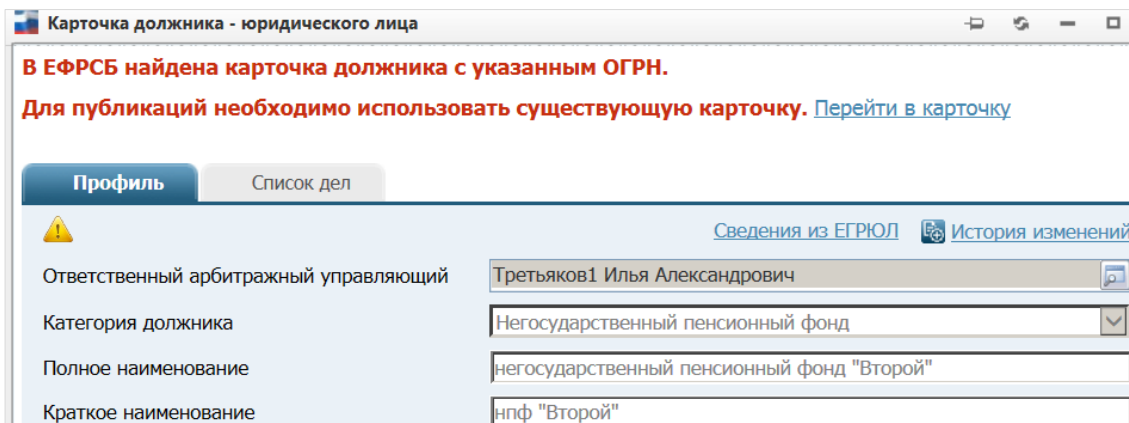 Карточка должника - юридического лица
В ЕФРСБ найдена карточка должника с указанным ОГРН.
Для публикаций необходимо использовать существующую карточку. Перейти в карточку
Профиль Список дел
Сведения из ЕГРЮЛ История изменений
Ответственный арбитражный управляющий Третьяков1 Илья Александрович
Категория должника Негосударственный пенсионный фонд
Полное наименование негосударственный пенсионный фонд "Второй"
Краткое наименование нпф "Второй"